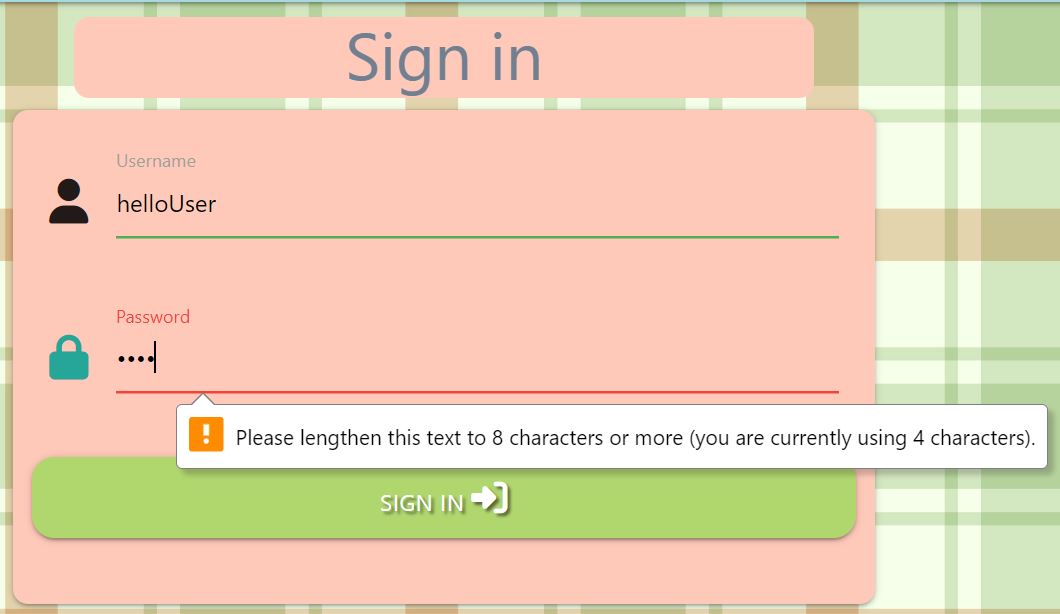 Sign in
Username
helloUser
Password
••••
Please lengthen this text to 8 characters or more (you are currently using 4 characters).
SIGN IN